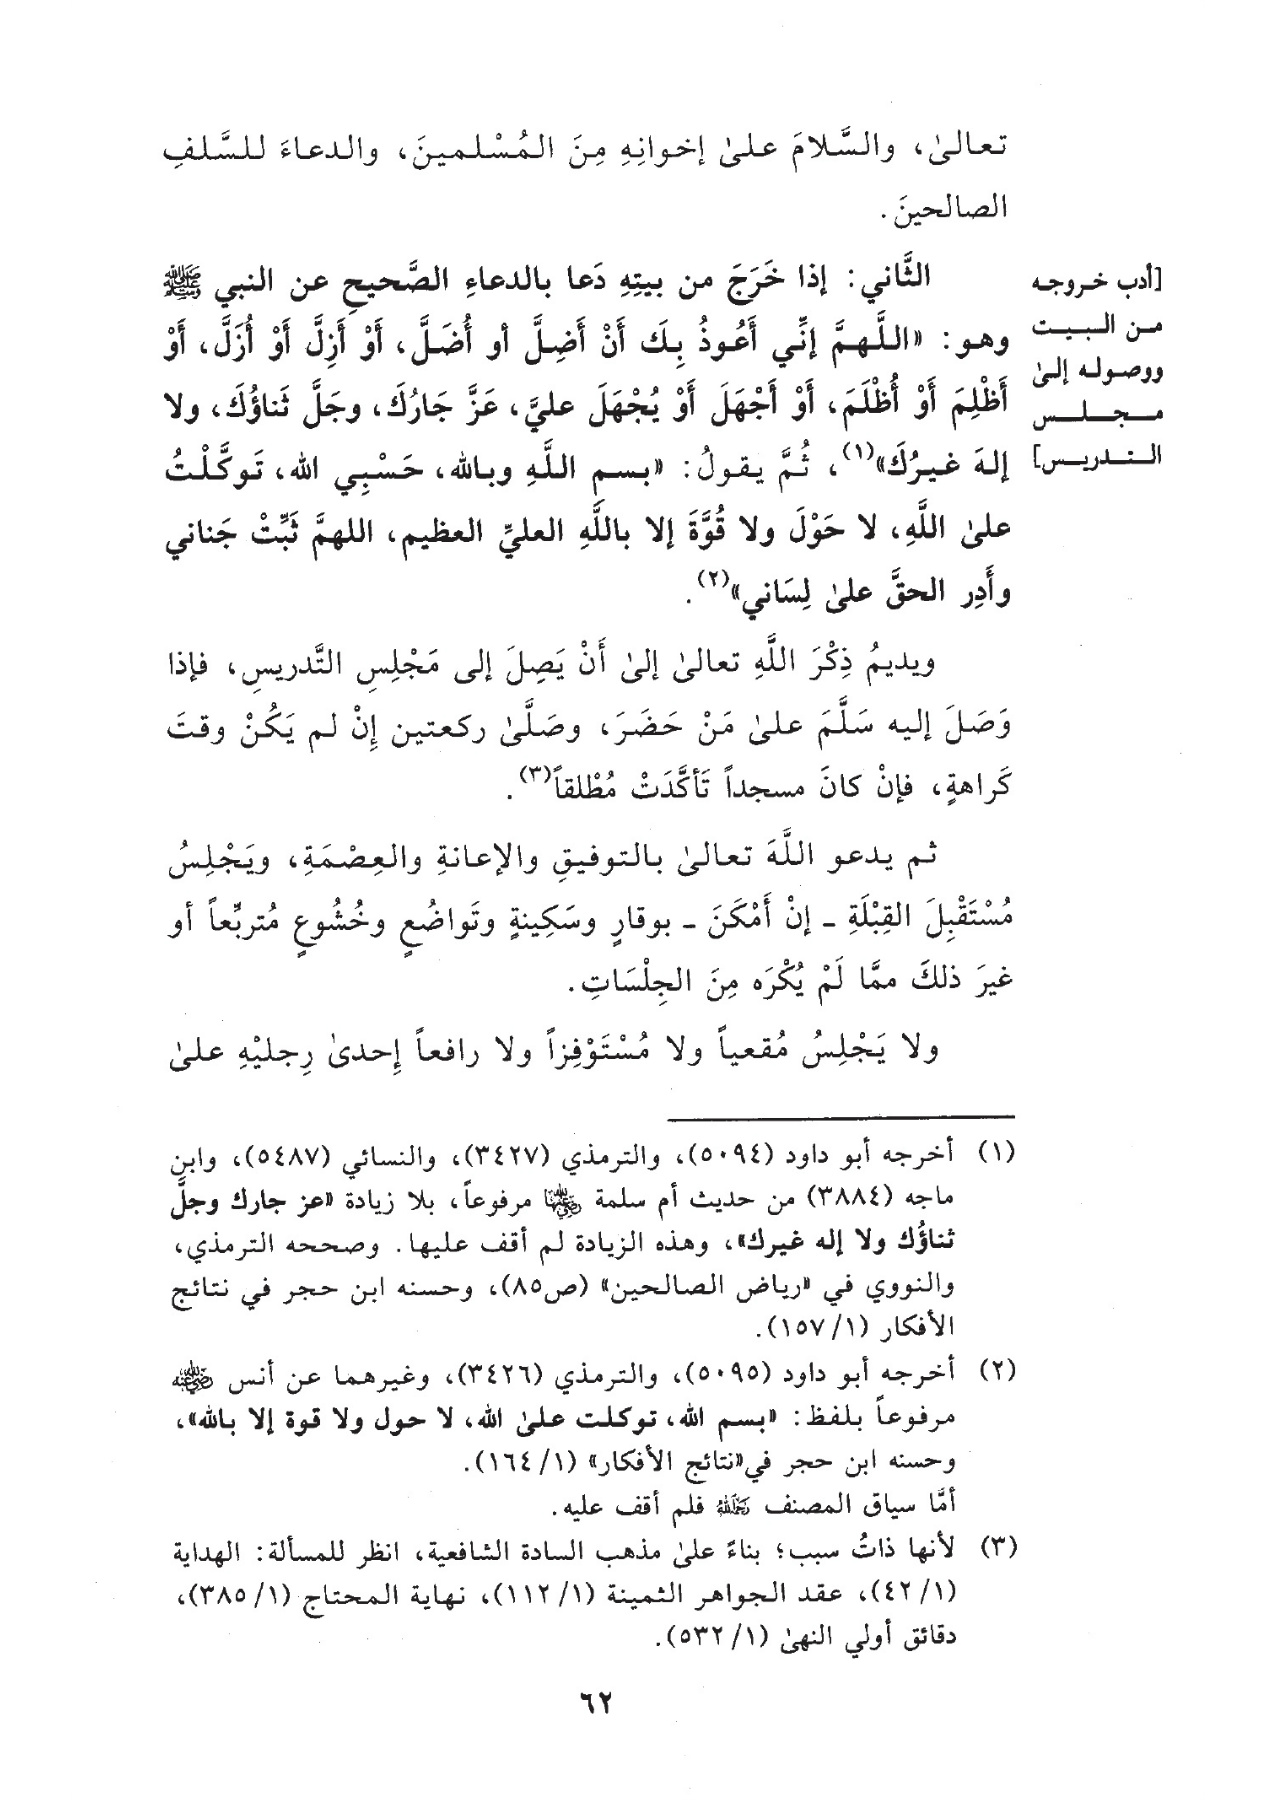 تعالىٰ، والسَّلامَ علىٰ إخوانِهِ مِنَ المُسْلمينَ، والدعاءَ للسَّلفِ
الصالحينَ.
[أدب خروجه
من البيت
ووصوله إلىٰ
مجلس
التدريس]
الثَّاني: إذا خَرَجَ من بيتِهِ دَعا بالدعاءِ الصَّحيحِ عن النبي ﷺ
وهو: «اللَّهمَّ إنِّي أَعُوذُ بِكَ أَنْ أَضِلَّ أو أُضَلَّ، أَوْ أَزِلَّ أَوْ أُزَلَّ، أَوْ
أَظْلِمَ أَوْ أُظْلَمَ، أَوْ أَجْهَلَ أَوْ يُجْهَلَ عليَّ، عَزَّ جَارُكَ، وجَلَّ ثَناؤُكَ، ولا
إلهَ غيرُكَ»(١)، ثُمَّ يقولُ: «بسمِ اللَّهِ وبالله، حَسْبِي الله، تَوكَّلْتُ
علىٰ اللَّهِ، لا حَوْلَ ولا قُوَّةَ إلا باللَّهِ العليِّ العظيمِ، اللهمَّ ثَبِّتْ جَناني
وأَدِر الحقَّ علىٰ لِسَاني»(٢).
ويديمُ ذِكْرَ اللَّهِ تعالىٰ إلىٰ أَنْ يَصِلَ إلى مَجْلِسِ التَّدريسِ، فإذا
وَصَلَ إليه سَلَّمَ علىٰ مَنْ حَضَرَ، وصَلَّىٰ ركعتين إِنْ لم يَكُنْ وقتَ
كَراهةٍ، فإنْ كانَ مسجداً تَأكَّدَتْ مُطْلقاً(٣).
ثم يدعو اللَّهَ تعالىٰ بالتوفيقِ والإعانةِ والعِصْمَةِ، ويَجْلِسُ
مُسْتَقْبِلَ القِبْلَةِ ـ إنْ أَمْكَنَ ـ بوقارٍ وسَكِينةٍ وتَواضُعٍ وخُشُوعٍ مُتربِّعاً أو
غيرَ ذلكَ ممَّا لَمْ يُكْرَه مِنَ الجِلْسَاتِ.
ولا يَجْلِسُ مُقعياً ولا مُسْتَوْفِزاً ولا رافعاً إِحدىٰ رِجليْهِ علىٰ
(١) أخرجه أبو داود (٥٠٩٤)، والترمذي (٣٤٢٧)، والنسائي (٥٤٨٧)، وابن
ماجه (٣٨٨٤) من حديث أم سلمة رضي الله عنها مرفوعاً، بلا زيادة «عز جارك وجلَّ
ثناؤُك ولا إله غيرك»، وهذه الزيادة لم أقف عليها. وصححه الترمذي،
والنووي في «رياض الصالحين» (ص٨٥)، وحسنه ابن حجر في نتائج
الأفكار (١/ ١٥٧).
(٢) أخرجه أبو داود (٥٠٩٥)، والترمذي (٣٤٢٦)، وغيرهما عن أنس رضي الله عنه
مرفوعاً بلفظ: «بسم الله، توكلت علىٰ الله، لا حول ولا قوة إلا بالله»،
وحسنه ابن حجر في«نتائج الأفكار» (١/ ١٦٤).
أمَّا سياق المصنف رحمه الله فلم أقف عليه.
(٣) لأنها ذاتُ سبب؛ بناءً علىٰ مذهب السادة الشافعية، انظر للمسألة: الهداية
(١/ ٤٢)، عقد الجواهر الثمينة (١/ ١١٢)، نهاية المحتاج (١/ ٣٨٥)،
دقائق أولي النهىٰ (١/ ٥٣٢).
٦٢